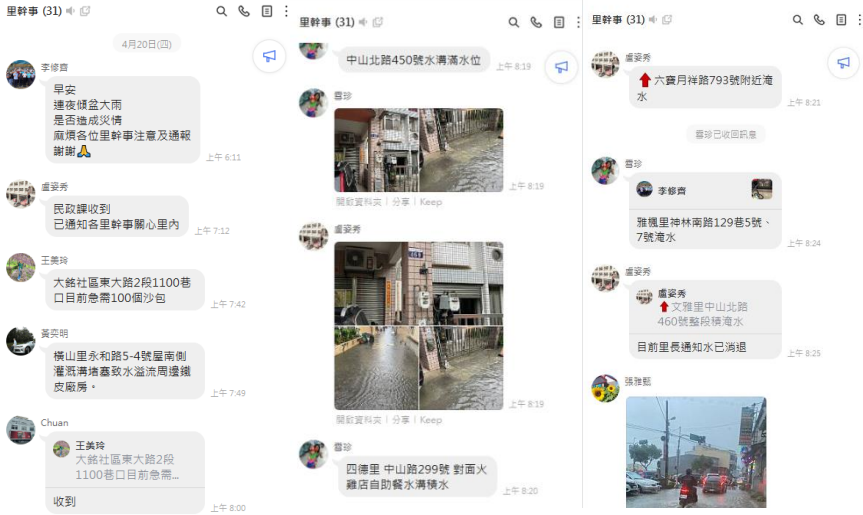 里幹事 (31)
4月20日(四)
李修齊
早安
連夜傾盆大雨
是否造成災情
麻煩各位里幹事注意及通報
謝謝🙏
上午 6:11
盧姿秀
民政課收到
已通知各里幹事關心里內
上午 7:12
王美玲
大銘社區東大路2段1100巷
口目前急需100個沙包
上午 7:42
黃奕明
橫山里永和路5-4號屋南側
灌溉溝堵塞致水溢流周邊鐵
皮廠房。
上午 7:49
Chuan
王美玲
大銘社區東大路2段
1100巷口目前急需...
收到
上午 8:00
里幹事 (31)
中山北路450號水溝滿水位
上午 8:19
雪珍
上午 8:19
開啟資料夾 | 分享 | Keep
盧姿秀
上午 8:19
開啟資料夾 | 分享 | Keep
雪珍
四德里 中山路299號 對面火
雞店自助餐水溝積水
上午 8:20
里幹事 (31)
盧姿秀
⬆六寶月祥路793號附近淹
水
上午 8:21
雪珍已收回訊息
雪珍
李修齊
雅楓里神林南路129巷5號、
7號淹水
上午 8:24
盧姿秀
盧姿秀
⬆文雅里中山北路
460號整段積淹水
目前里長通知水已消退
上午 8:25
張雅甄